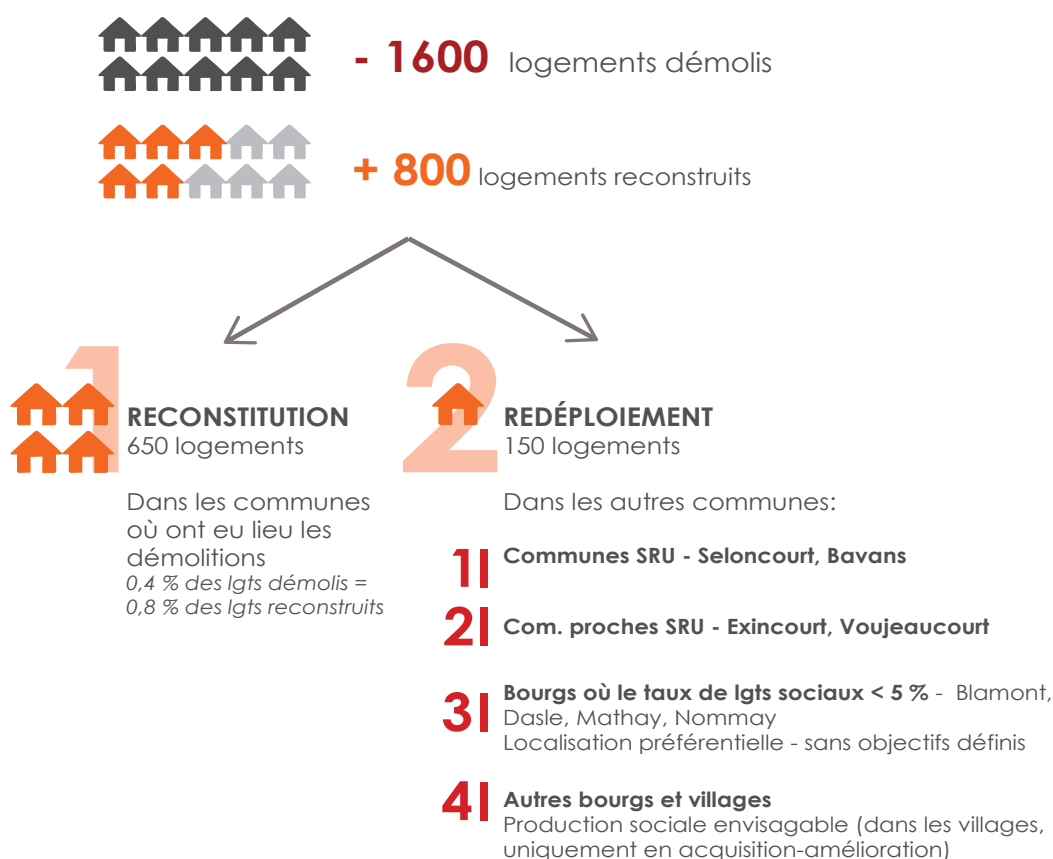 - 1600 logements démolis
+ 800 logements reconstruits
1
RECONSTITUTION
650 logements
Dans les communes
où ont eu lieu les
démolitions
0,4 % des lgts démolis =
0,8 % des lgts reconstruits
2
REDÉPLOIEMENT
150 logements
Dans les autres communes:
1| Communes SRU - Seloncourt, Bavans
2| Com. proches SRU - Exincourt, Voujeaucourt
3| Bourgs où le taux de lgts sociaux < 5 % - Blamont,
Dasle, Mathay, Nommay
Localisation préférentielle - sans objectifs définis
4| Autres bourgs et villages
Production sociale envisagable (dans les villages,
uniquement en acquisition-amélioration)